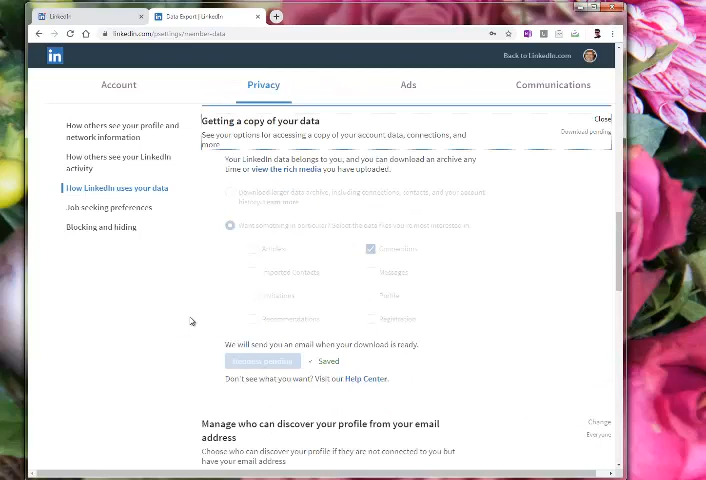 LinkedIn
Data Export | LinkedIn
linkedin.com/psettings/member-data
in
Back to LinkedIn.com
Account
Privacy
Ads
Communications
How others see your profile and
network information
How others see your LinkedIn
activity
How LinkedIn uses your data
Job seeking preferences
Blocking and hiding
Getting a copy of your data
Close
See your options for accessing a copy of your account data, connections, and
more
Download pending
Your LinkedIn data belongs to you, and you can download an archive any
time or view the rich media you have uploaded.
Download larger data archive, including connections, contacts, and your account
history. Learn more
Want something in particular? Select the data files you're most interested in.
Articles
Connections
Imported Contacts
Messages
Invitations
Profile
Recommendations
Registration
We will send you an email when your download is ready.
Request pending
Saved
Don't see what you want? Visit our Help Center.
Manage who can discover your profile from your email
address
Change
Everyone
Choose who can discover your profile if they are not connected to you but
have your email address